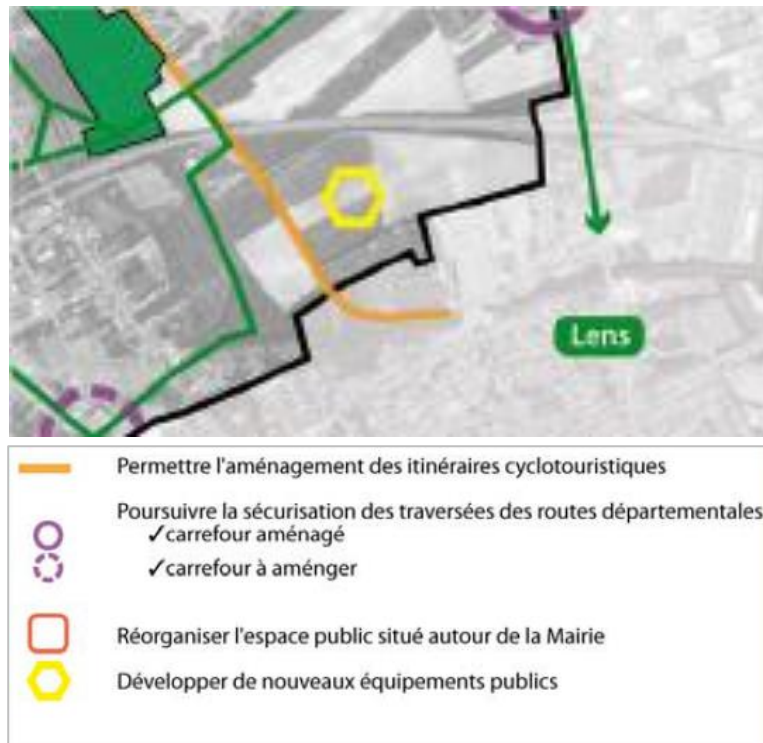 Lens
Permettre l'aménagement des itinéraires cyclotouristiques
Poursuivre la sécurisation des traversées des routes départementales
✓carrefour aménagé
✓carrefour à aménger
Réorganiser l'espace public situé autour de la Mairie
Développer de nouveaux équipements publics